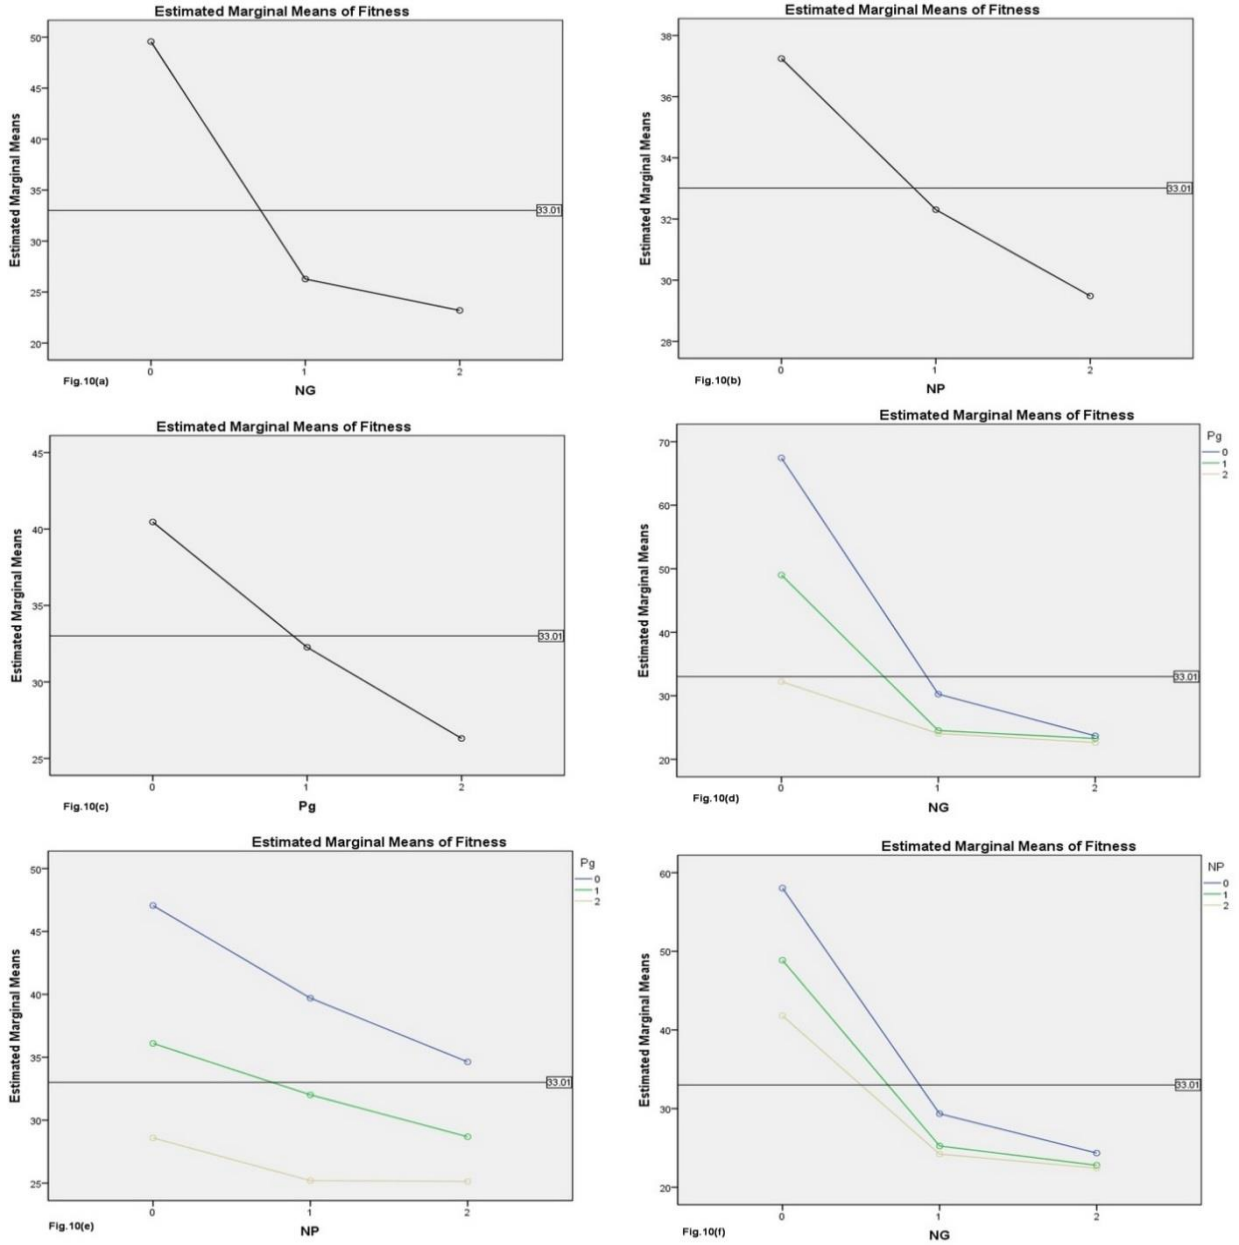 Estimated Marginal Means of Fitness
50
45
40
35
30
25
20
Estimated Marginal Means
33.01
0 1 2
NG
Fig.10(a)
Estimated Marginal Means of Fitness
38
36
34
32
30
28
Estimated Marginal Means
33.01
0 1 2
NP
Fig.10(b)
Estimated Marginal Means of Fitness
45
40
35
30
25
Estimated Marginal Means
33.01
0 1 2
Pg
Fig.10(c)
Estimated Marginal Means of Fitness
70
60
50
40
30
20
Estimated Marginal Means
33.01
Pg
0
1
2
0 1 2
NG
Fig.10(d)
Estimated Marginal Means of Fitness
50
45
40
35
30
25
Estimated Marginal Means
33.01
Pg
0
1
2
0 1 2
NP
Fig.10(e)
Estimated Marginal Means of Fitness
60
50
40
30
20
Estimated Marginal Means
33.01
NP
0
1
2
0 1 2
NG
Fig.10(f)